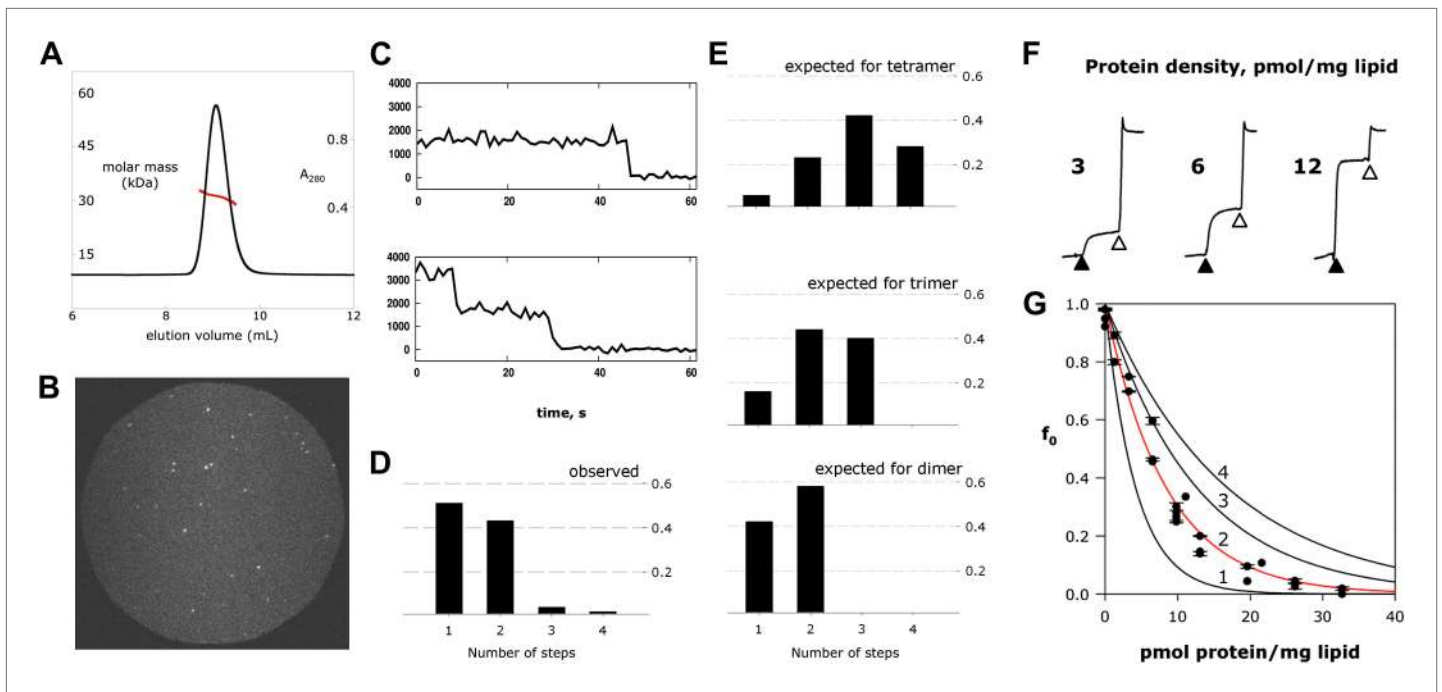 A
60
45
30
15
molar mass
(kDa)
0.8
A280
0.4
6 8 10 12
elution volume (mL)
B
C
4000
3000
2000
1000
0
0 20 40 60
4000
3000
2000
1000
0
0 20 40 60
time, s
D
observed
0.6
0.4
0.2
1 2 3 4
Number of steps
E
expected for tetramer
0.6
0.4
0.2
expected for trimer
0.6
0.4
0.2
expected for dimer
0.6
0.4
0.2
1 2 3 4
Number of steps
F
Protein density, pmol/mg lipid
3 6 12
G
1.0
0.8
0.6
0.4
0.2
0.0
f0
4
3
2
1
0 10 20 30 40
pmol protein/mg lipid